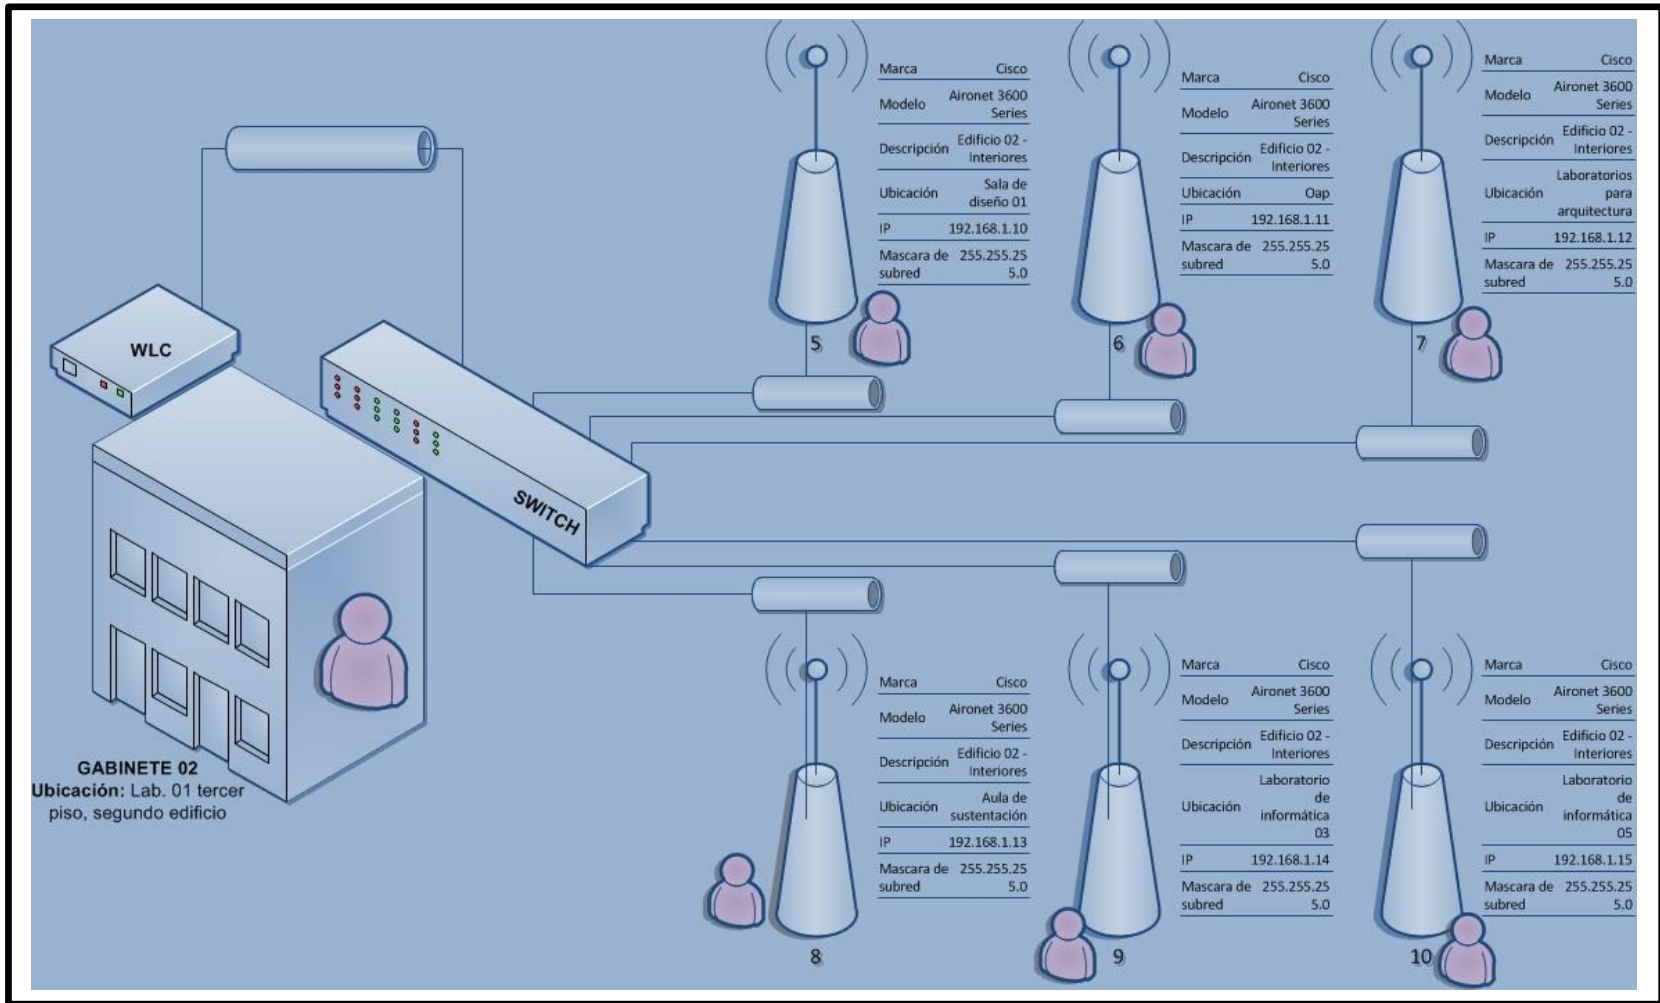 Marca Cisco
Modelo Aironet 3600
Series
Descripción Edificio 02 -
Interiores
Ubicación Sala de
diseño 01
IP 192.168.1.10
Mascara de 255.255.25
subred 5.0
5
Marca Cisco
Modelo Aironet 3600
Series
Descripción Edificio 02 -
Interiores
Ubicación Oap
IP 192.168.1.11
Mascara de 255.255.25
subred 5.0
6
Marca Cisco
Modelo Aironet 3600
Series
Descripción Edificio 02 -
Interiores
Laboratorios
Ubicación para
arquitectura
IP 192.168.1.12
Mascara de 255.255.25
subred 5.0
7
WLC
SWITCH
GABINETE 02
Ubicación: Lab. 01 tercer
piso, segundo edificio
Marca Cisco
Modelo Aironet 3600
Series
Descripción Edificio 02 -
Interiores
Ubicación Aula de
sustentación
IP 192.168.1.13
Mascara de 255.255.25
subred 5.0
8
Marca Cisco
Modelo Aironet 3600
Series
Descripción Edificio 02 -
Interiores
Laboratorio
de
Ubicación informática
03
IP 192.168.1.14
Mascara de 255.255.25
subred 5.0
9
Marca Cisco
Modelo Aironet 3600
Series
Descripción Edificio 02 -
Interiores
Laboratorio
de
Ubicación informática
05
IP 192.168.1.15
Mascara de 255.255.25
subred 5.0
10